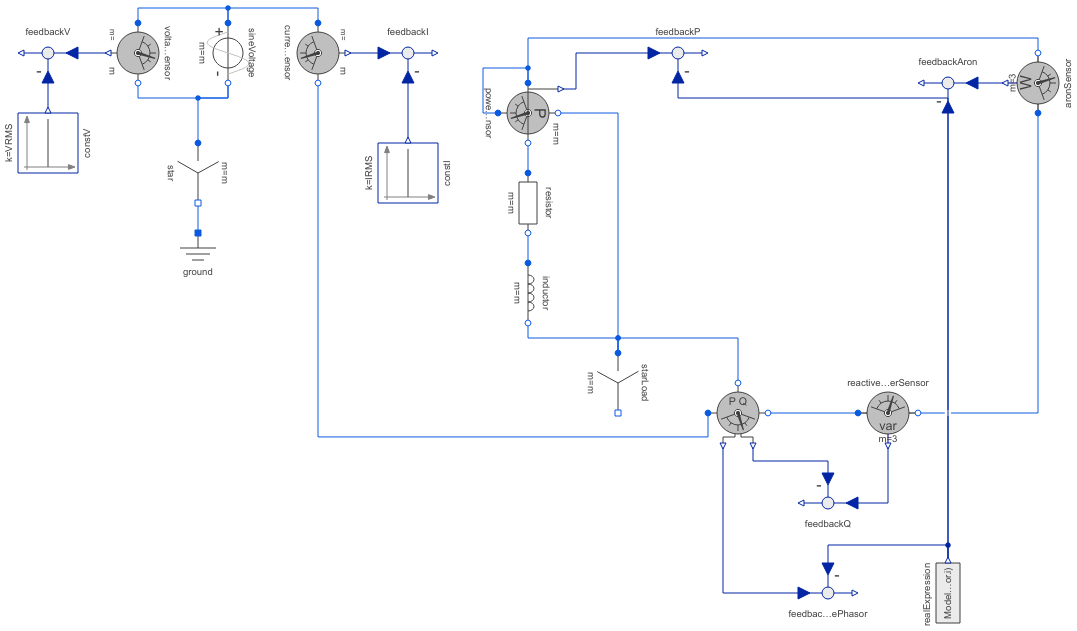 feedbackV
m=
m
volta...ensor
+
-
m=m
sineVoltage
curre...ensor
m=
m
feedbackI
-
-
k=VRMS
constV
star
m=m
ground
k=IRMS
constI
feedbackP
-
powe...nsor
P
m=m
resistor
m=m
inductor
m=m
starLoad
m=m
feedbackAron
-
m=3
W
aronSensor
P Q
reactive...erSensor
var
m=3
-
feedbackQ
-
feedbac...ePhasor
realExpression
Model...or.i)